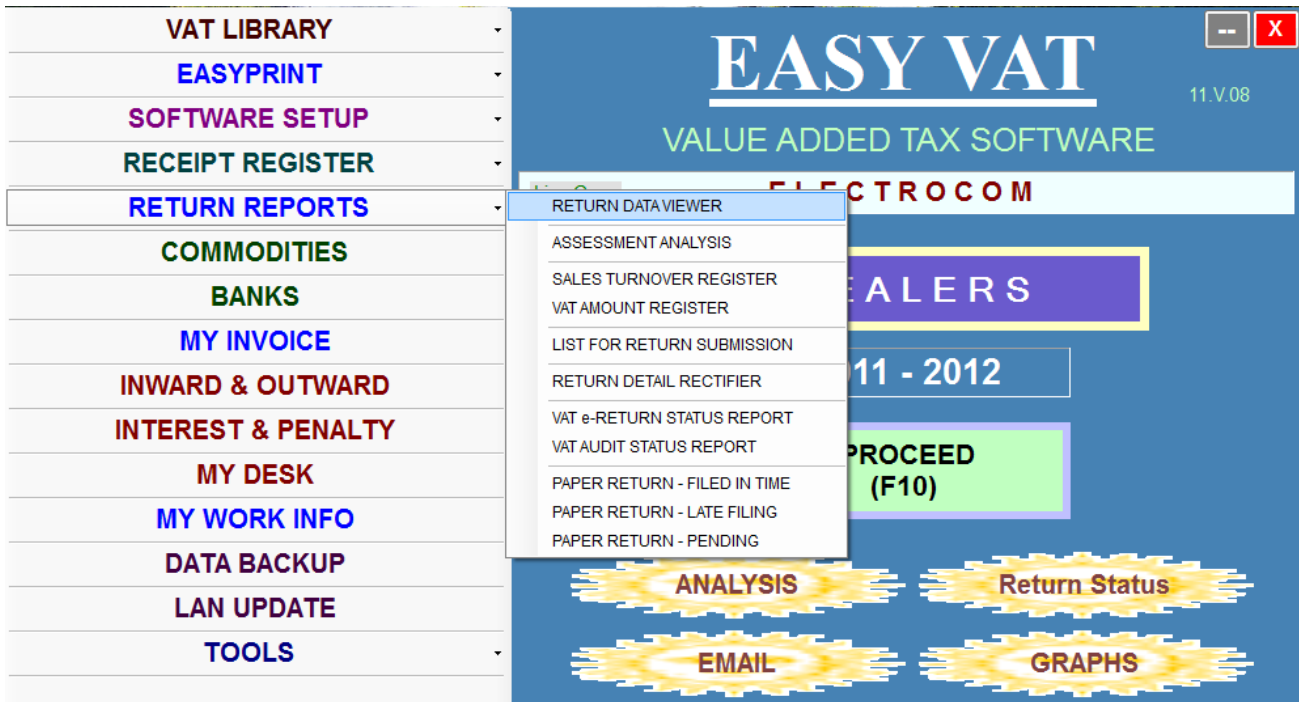 VAT LIBRARY
EASYPRINT
SOFTWARE SETUP
RECEIPT REGISTER
RETURN REPORTS
COMMODITIES
BANKS
MY INVOICE
INWARD & OUTWARD
INTEREST & PENALTY
MY DESK
MY WORK INFO
DATA BACKUP
LAN UPDATE
TOOLS
RETURN DATA VIEWER
ASSESSMENT ANALYSIS
SALES TURNOVER REGISTER
VAT AMOUNT REGISTER
LIST FOR RETURN SUBMISSION
RETURN DETAIL RECTIFIER
VAT e-RETURN STATUS REPORT
VAT AUDIT STATUS REPORT
PAPER RETURN - FILED IN TIME
PAPER RETURN - LATE FILING
PAPER RETURN - PENDING
-- X
EASY VAT
11.V.08
VALUE ADDED TAX SOFTWARE
ELECTROCOM
EALERS
011 - 2012
PROCEED
(F10)
ANALYSIS
Return Status
EMAIL
GRAPHS